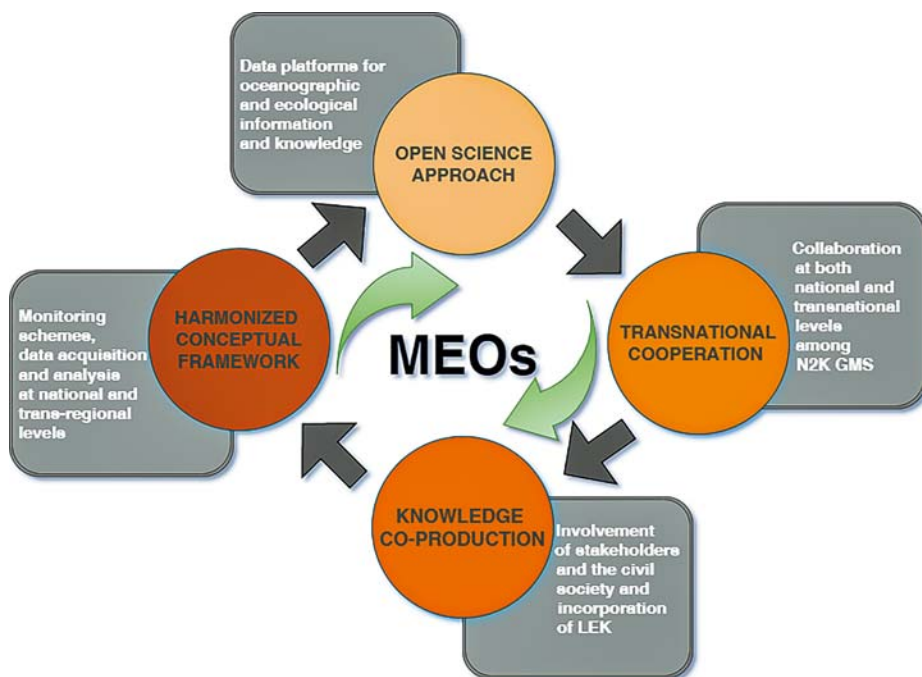 Data platforms for
oceanographic
and ecological
information
and knowledge
OPEN SCIENCE
APPROACH
Collaboration
at both
national and
transnational
levels
among
N2K GMS
TRANSNATIONAL
COOPERATION
Monitoring
schemes,
data acquisition
and analysis
at national and
trans-regional
levels
HARMONIZED
CONCEPTUAL
FRAMEWORK
MEOs
KNOWLEDGE
CO-PRODUCTION
Involvement
of stakeholders
and the civil
society and
incorporation
of LEK